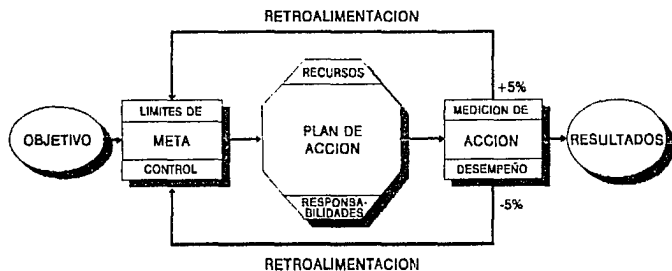 RETROALIMENTACION
OBJETIVO
LIMITES DE
META
CONTROL
RECURSOS
PLAN DE
ACCION
RESPONSA-
BILIDADES
+5%
MEDICION DE
ACCION
DESEMPEÑO
-5%
RESULTADOS
RETROALIMENTACION